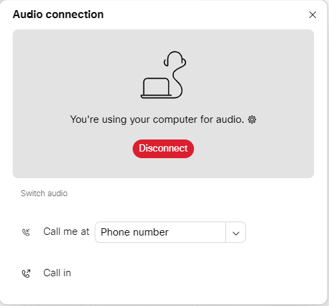 Audio connection
You're using your computer for audio.
Disconnect
Switch audio
Call me at Phone number
Call in